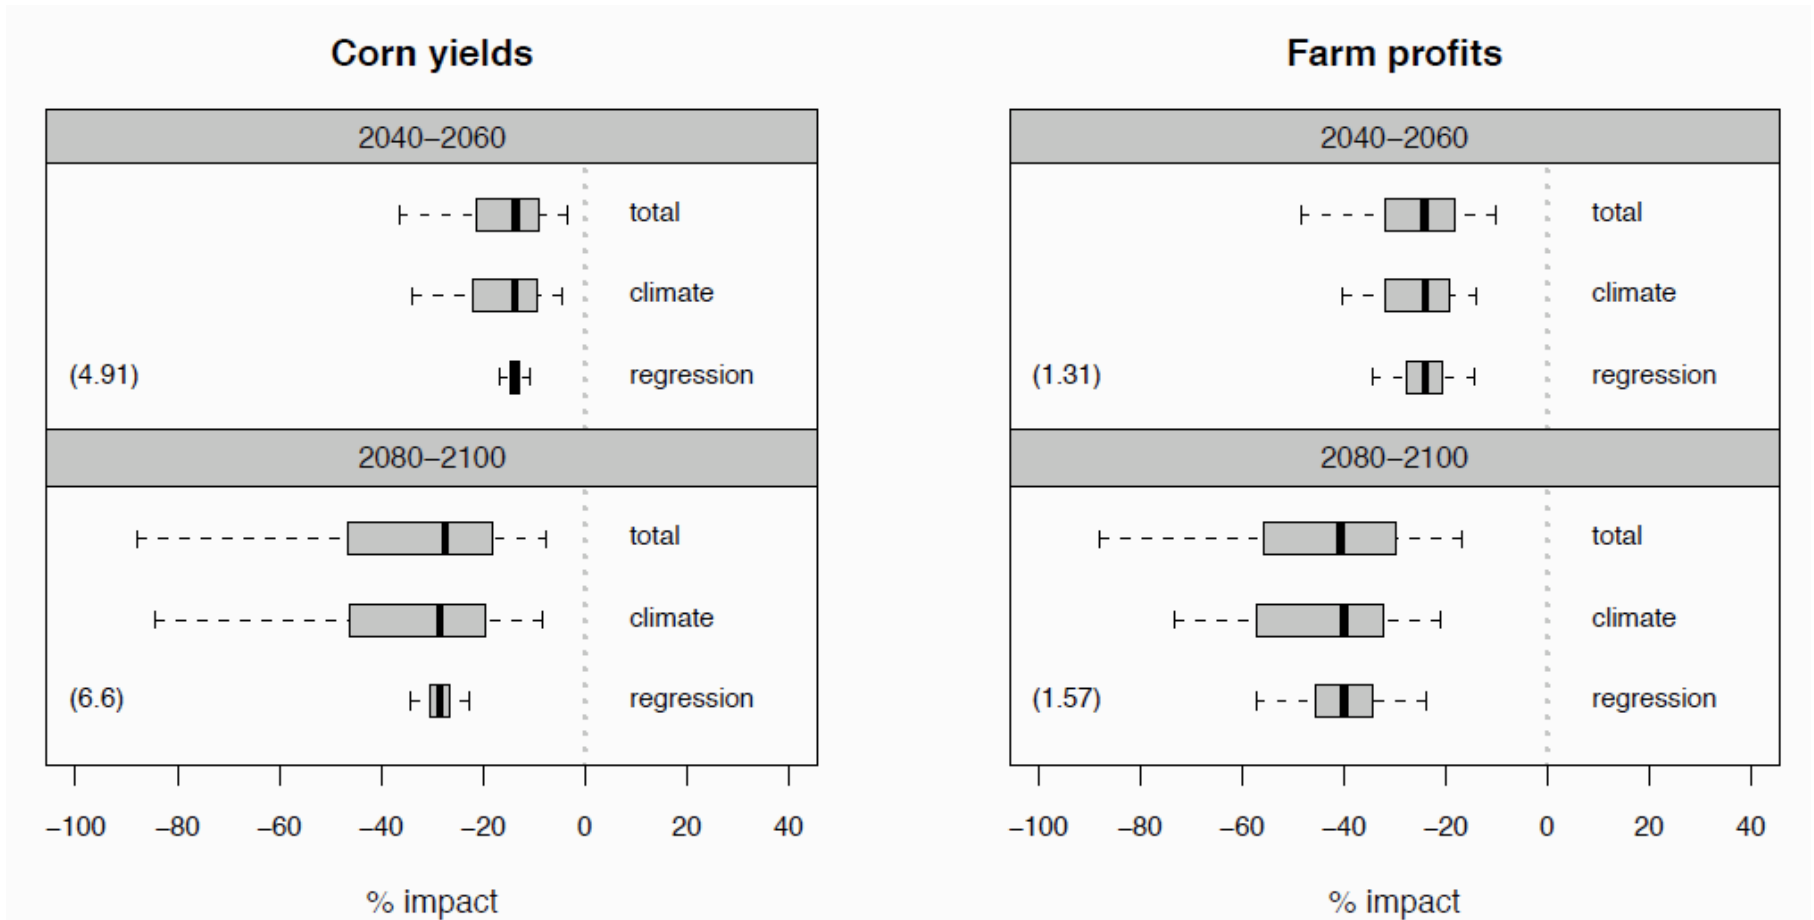 Corn yields
2040–2060
total
climate
(4.91) regression
2080–2100
total
climate
(6.6) regression
−100 −80 −60 −40 −20 0 20 40
% impact
Farm profits
2040–2060
total
climate
(1.31) regression
2080–2100
total
climate
(1.57) regression
−100 −80 −60 −40 −20 0 20 40
% impact